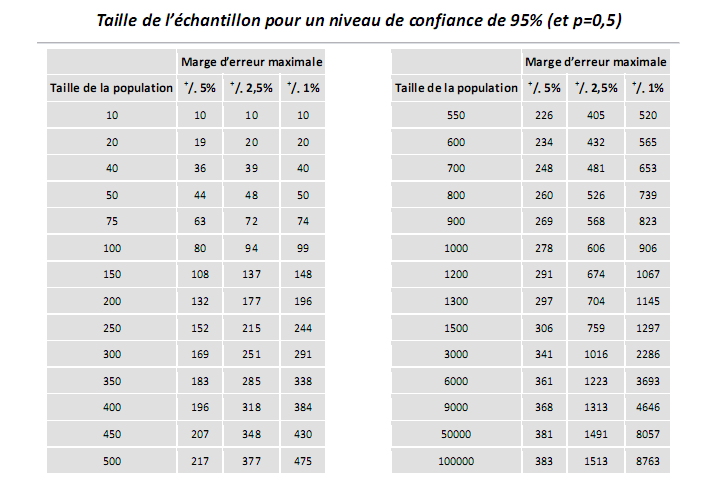 Taille de l’échantillon pour un niveau de confiance de 95% (et p=0,5)
Marge d’erreur maximale
Taille de la population +/. 5% +/. 2,5% +/. 1%
10 10 10 10
20 19 20 20
40 36 39 40
50 44 48 50
75 63 72 74
100 80 94 99
150 108 137 148
200 132 177 196
250 152 215 244
300 169 251 291
350 183 285 338
400 196 318 384
450 207 348 430
500 217 377 475
Marge d’erreur maximale
Taille de la population +/. 5% +/. 2,5% +/. 1%
550 226 405 520
600 234 432 565
700 248 481 653
800 260 526 739
900 269 568 823
1000 278 606 906
1200 291 674 1067
1300 297 704 1145
1500 306 759 1297
3000 341 1016 2286
6000 361 1223 3693
9000 368 1313 4646
50000 381 1491 8057
100000 383 1513 8763